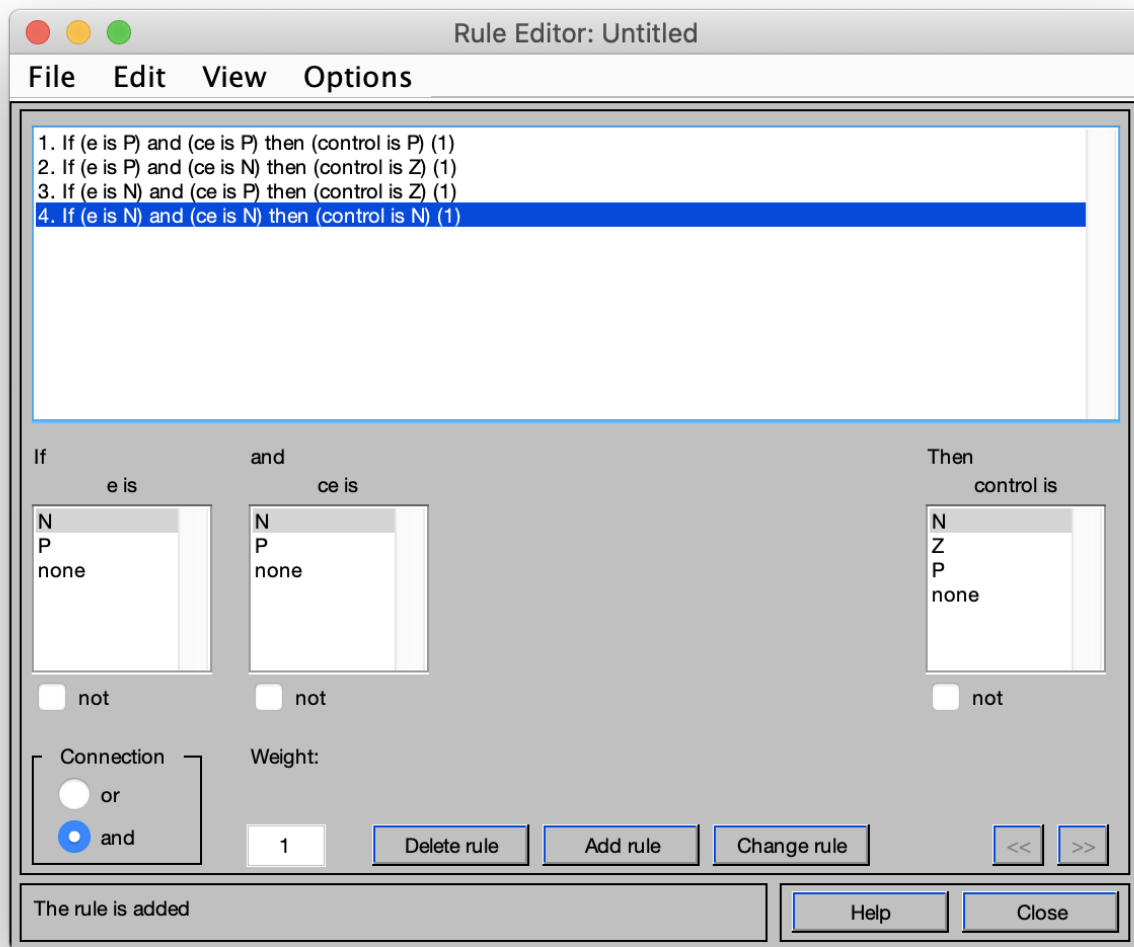 Rule Editor: Untitled
File Edit View Options
1. If (e is P) and (ce is P) then (control is P) (1)
2. If (e is P) and (ce is N) then (control is Z) (1)
3. If (e is N) and (ce is P) then (control is Z) (1)
4. If (e is N) and (ce is N) then (control is N) (1)
If and Then
e is ce is control is
N N N
P P Z
none none P
none
not not not
Connection Weight:
or
and 1 Delete rule Add rule Change rule << >>
The rule is added Help Close